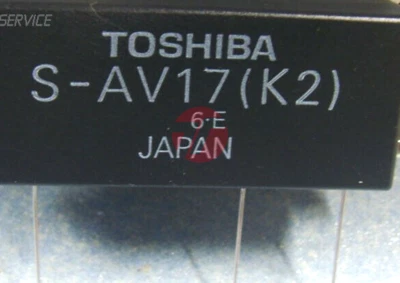 SERVICE
TOSHIBA
S-AV17(K2)
6·E
JAPAN